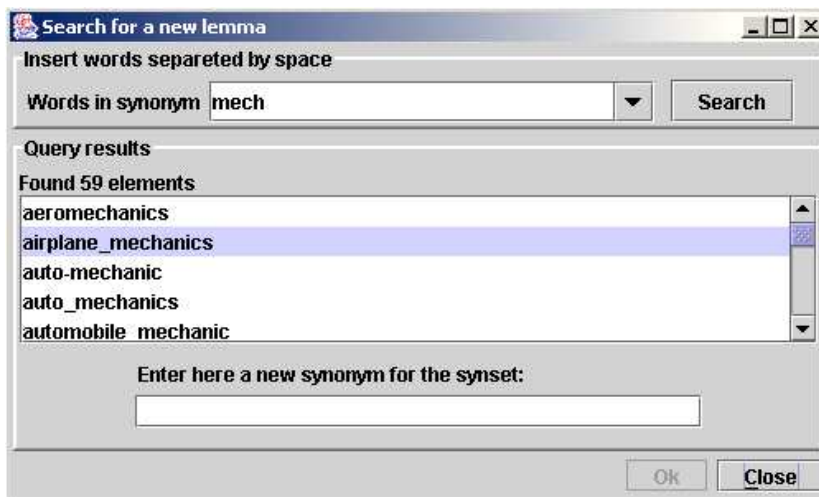 Search for a new lemma
Insert words separeted by space
Words in synonym mech Search
Query results
Found 59 elements
aeromechanics
airplane_mechanics
auto-mechanic
auto_mechanics
automobile_mechanic
Enter here a new synonym for the synset:
Ok Close